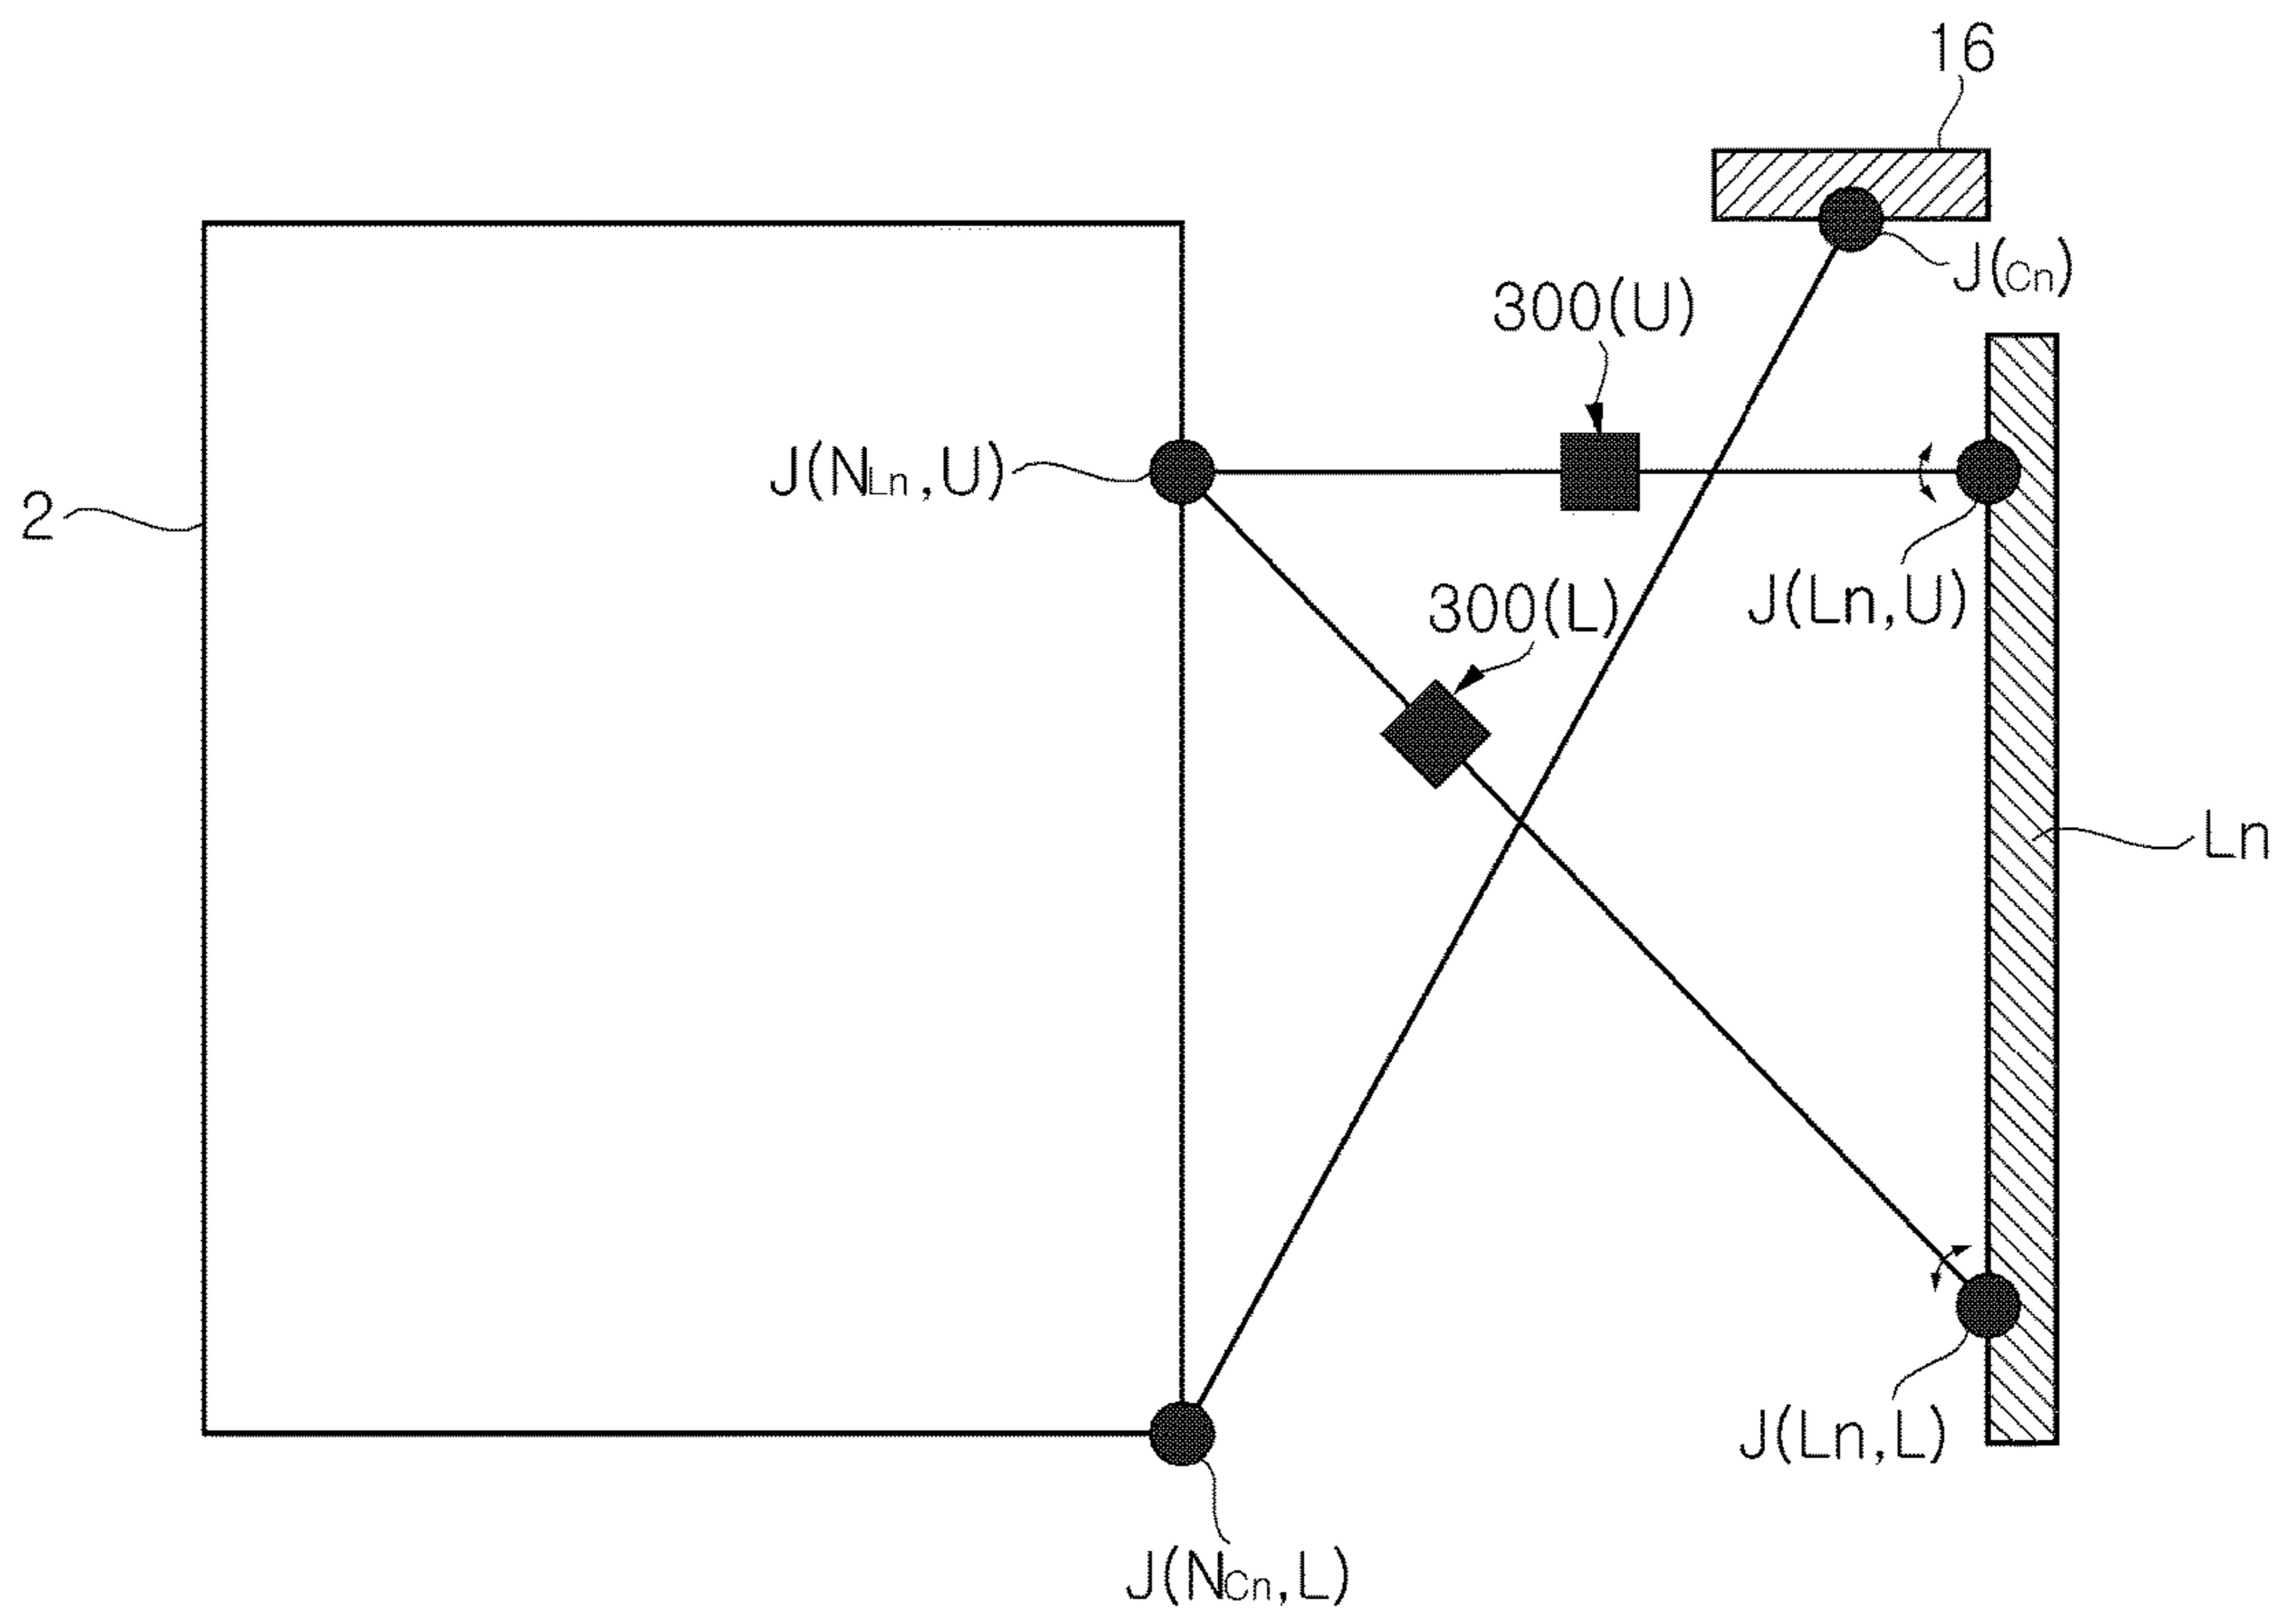 16
J(Cn)
300(U)
J(NLn,U)
2
300(L)
J(Ln,U)
Ln
J(Ln,L)
J(NCn,L)